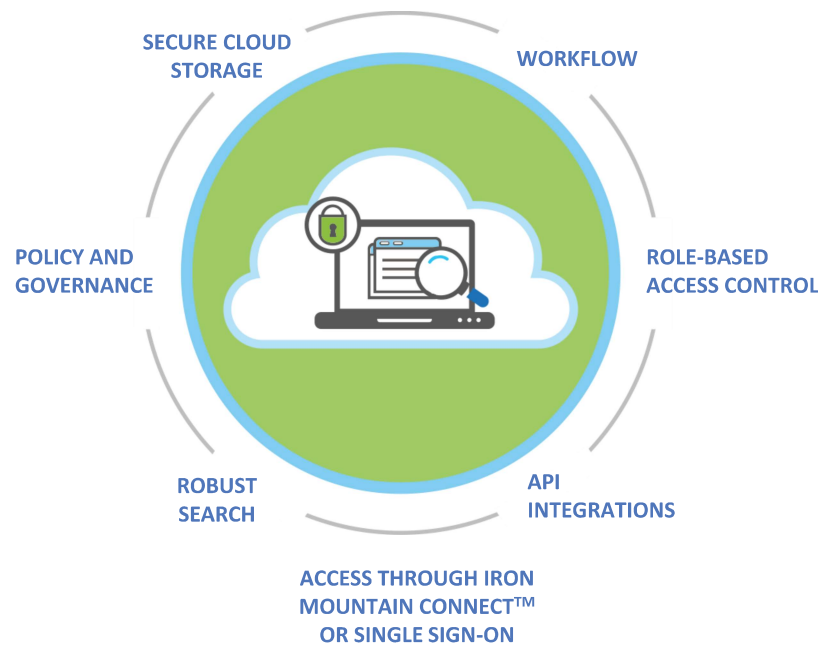 SECURE CLOUD
STORAGE
WORKFLOW
POLICY AND
GOVERNANCE
ROLE-BASED
ACCESS CONTROL
ROBUST
SEARCH
API
INTEGRATIONS
ACCESS THROUGH IRON
MOUNTAIN CONNECT™
OR SINGLE SIGN-ON